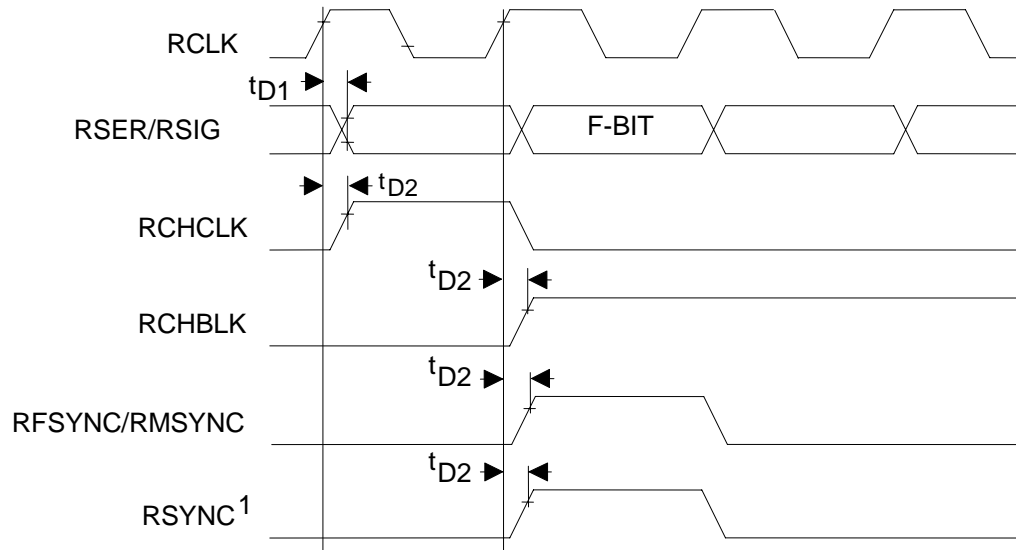 RCLK
tD1
RSER/RSIG
F-BIT
tD2
RCHCLK
tD2
RCHBLK
tD2
RFSYNC/RMSYNC
tD2
RSYNC1